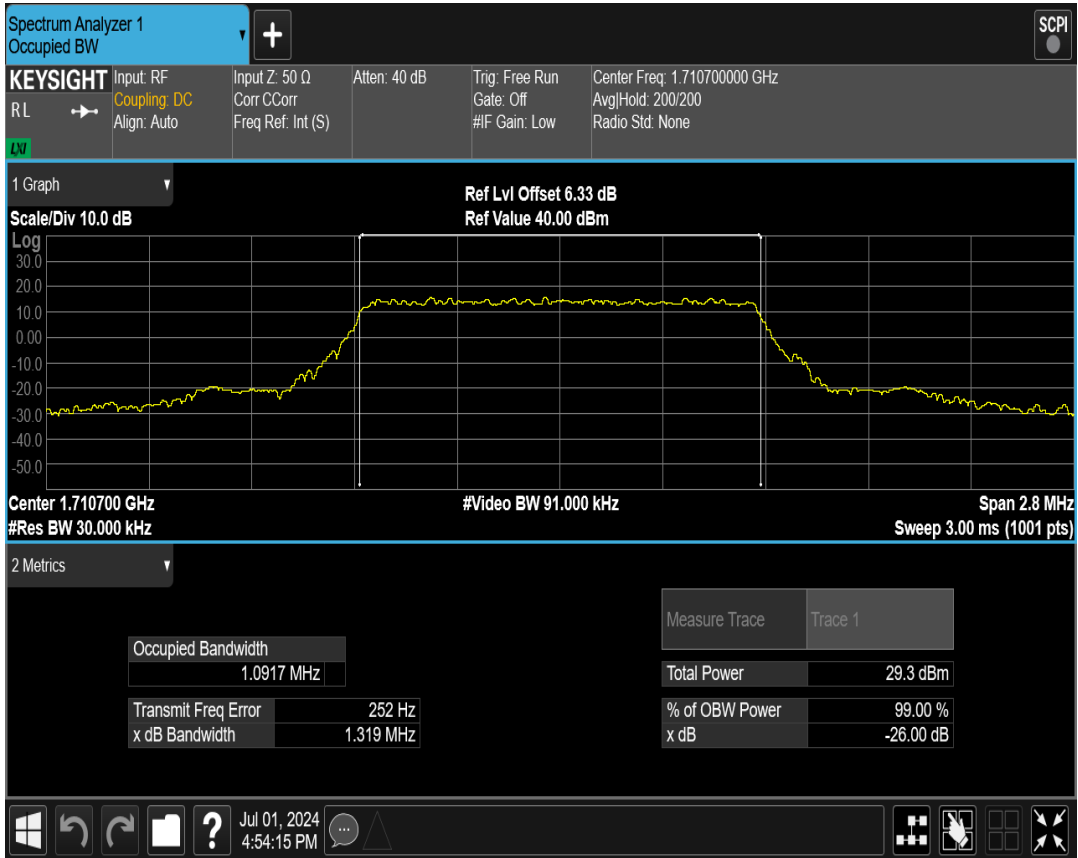 Spectrum Analyzer 1
Occupied BW
+
SCPI
KEYSIGHT
R L
LXI
Input: RF
Coupling: DC
Align: Auto
Input Z: 50 Ω
Corr CCorr
Freq Ref: Int (S)
Atten: 40 dB
Trig: Free Run
Gate: Off
#IF Gain: Low
Center Freq: 1.710700000 GHz
Avg|Hold: 200/200
Radio Std: None
1 Graph
Scale/Div 10.0 dB
Ref Lvl Offset 6.33 dB
Ref Value 40.00 dBm
Log
30.0
20.0
10.0
0.00
-10.0
-20.0
-30.0
-40.0
-50.0
Center 1.710700 GHz
#Video BW 91.000 kHz
Span 2.8 MHz
#Res BW 30.000 kHz
Sweep 3.00 ms (1001 pts)
2 Metrics
Occupied Bandwidth
1.0917 MHz
Transmit Freq Error 252 Hz
x dB Bandwidth 1.319 MHz
Measure Trace Trace 1
Total Power 29.3 dBm
% of OBW Power 99.00 %
x dB -26.00 dB
?
Jul 01, 2024
4:54:15 PM
...